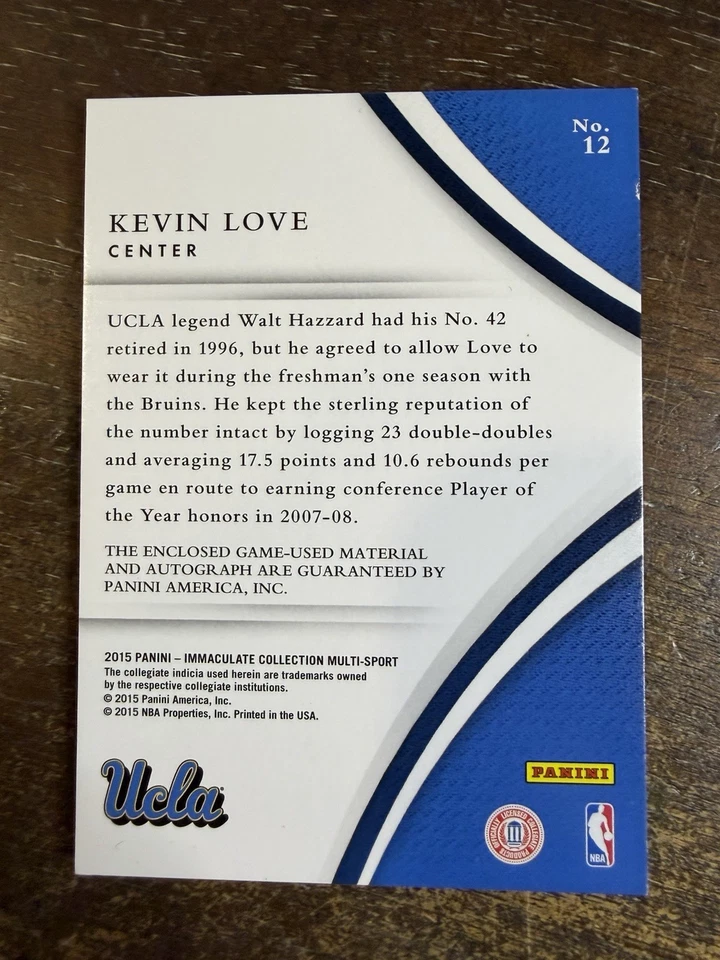 No.
12
KEVIN LOVE
CENTER
UCLA legend Walt Hazzard had his No. 42
retired in 1996, but he agreed to allow Love to
wear it during the freshman's one season with
the Bruins. He kept the sterling reputation of
the number intact by logging 23 double-doubles
and averaging 17.5 points and 10.6 rebounds per
game en route to earning conference Player of
the Year honors in 2007-08.
THE ENCLOSED GAME-USED MATERIAL
AND AUTOGRAPH ARE GUARANTEED BY
PANINI AMERICA, INC.
2015 PANINI – IMMACULATE COLLECTION MULTI-SPORT
The collegiate indicia used herein are trademarks owned
by the respective collegiate institutions.
© 2015 Panini America, Inc.
© 2015 NBA Properties, Inc. Printed in the USA.
Ucla
PANINI
OFFICIALLY LICENSED COLLEGIATE PRODUCTS
NBA